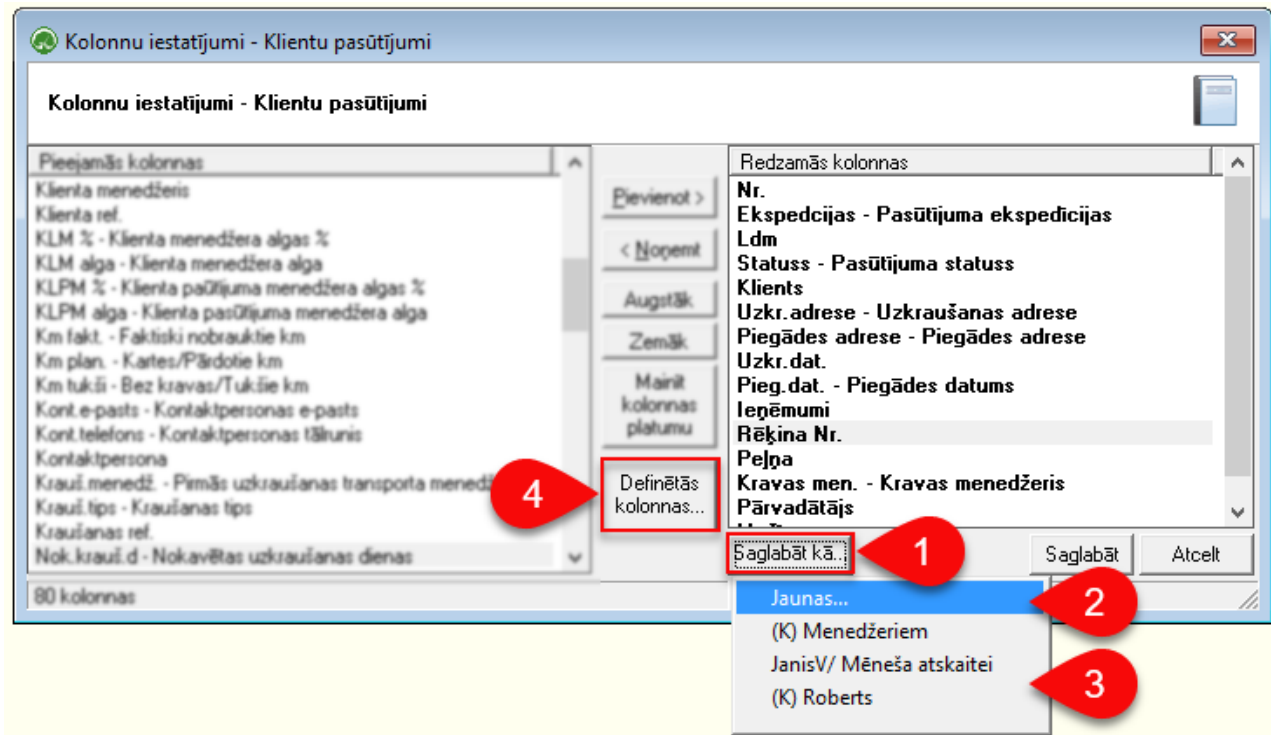 Kolonnu iestatījumi - Klientu pasūtījumi
Kolonnu iestatījumi - Klientu pasūtījumi
Pieejamās kolonnas
Klienta menedžeris
Klienta ref.
KLM % - Klienta menedžera algas %
KLM alga - Klienta menedžera alga
KLPM % - Klienta pasūtījuma menedžera algas %
KLPM alga - Klienta pasūtījuma menedžera alga
Km fakt. - Faktiski nobrauktie km
Km plan. - Kartes/Pārdotie km
Km tukši - Bez kravas/Tukšie km
Kont.e-pasts - Kontaktpersonas e-pasts
Kont.telefons - Kontaktpersonas tālrunis
Kontaktpersona
Krauš.menedž. - Pirmās uzkraušanas transporta menedž
Krauš.tips - Kraušanas tips
Kraušanas ref.
Nok.krauš.d - Nokavētas uzkraušanas dienas
80 kolonnas
Pievienot >
< Noņemt
Augstāk
Zemāk
Mainīt
kolonnas
platumu
4
Definētās
kolonnas...
Redzamās kolonnas
Nr.
Ekspedcijas - Pasūtījuma ekspedīcijas
Ldm
Statuss - Pasūtījuma statuss
Klients
Uzkr.adrese - Uzkraušanas adrese
Piegādes adrese - Piegādes adrese
Uzkr.dat.
Pieg.dat. - Piegādes datums
Ieņēmumi
Rēķina Nr.
Peļņa
Kravas men. - Kravas menedžeris
Pārvadātājs
Saglabāt kā..
1
Saglabāt
Atcelt
Jaunas...
2
(K) Menedžeriem
JanisV/ Mēneša atskaitei
3
(K) Roberts